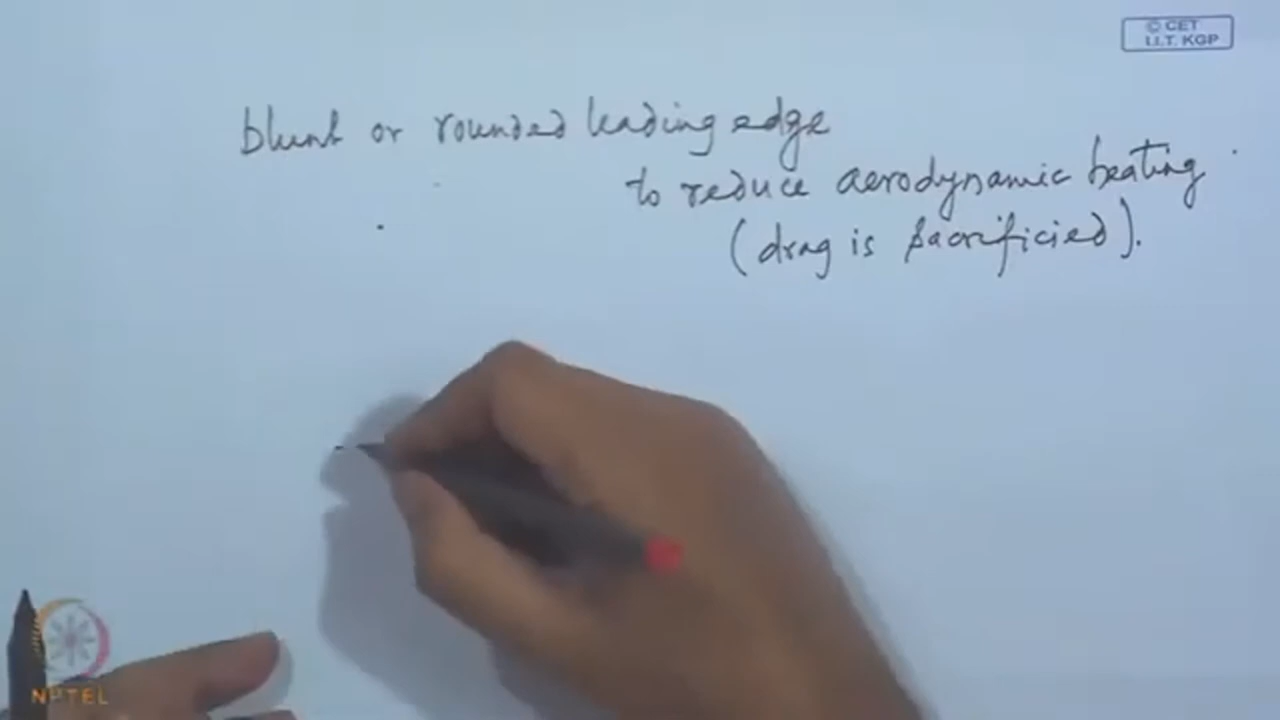 © CET
I.I.T. KGP
blunt or rounded leading edge
to reduce aerodynamic heating
(drag is sacrificied).
NPTEL